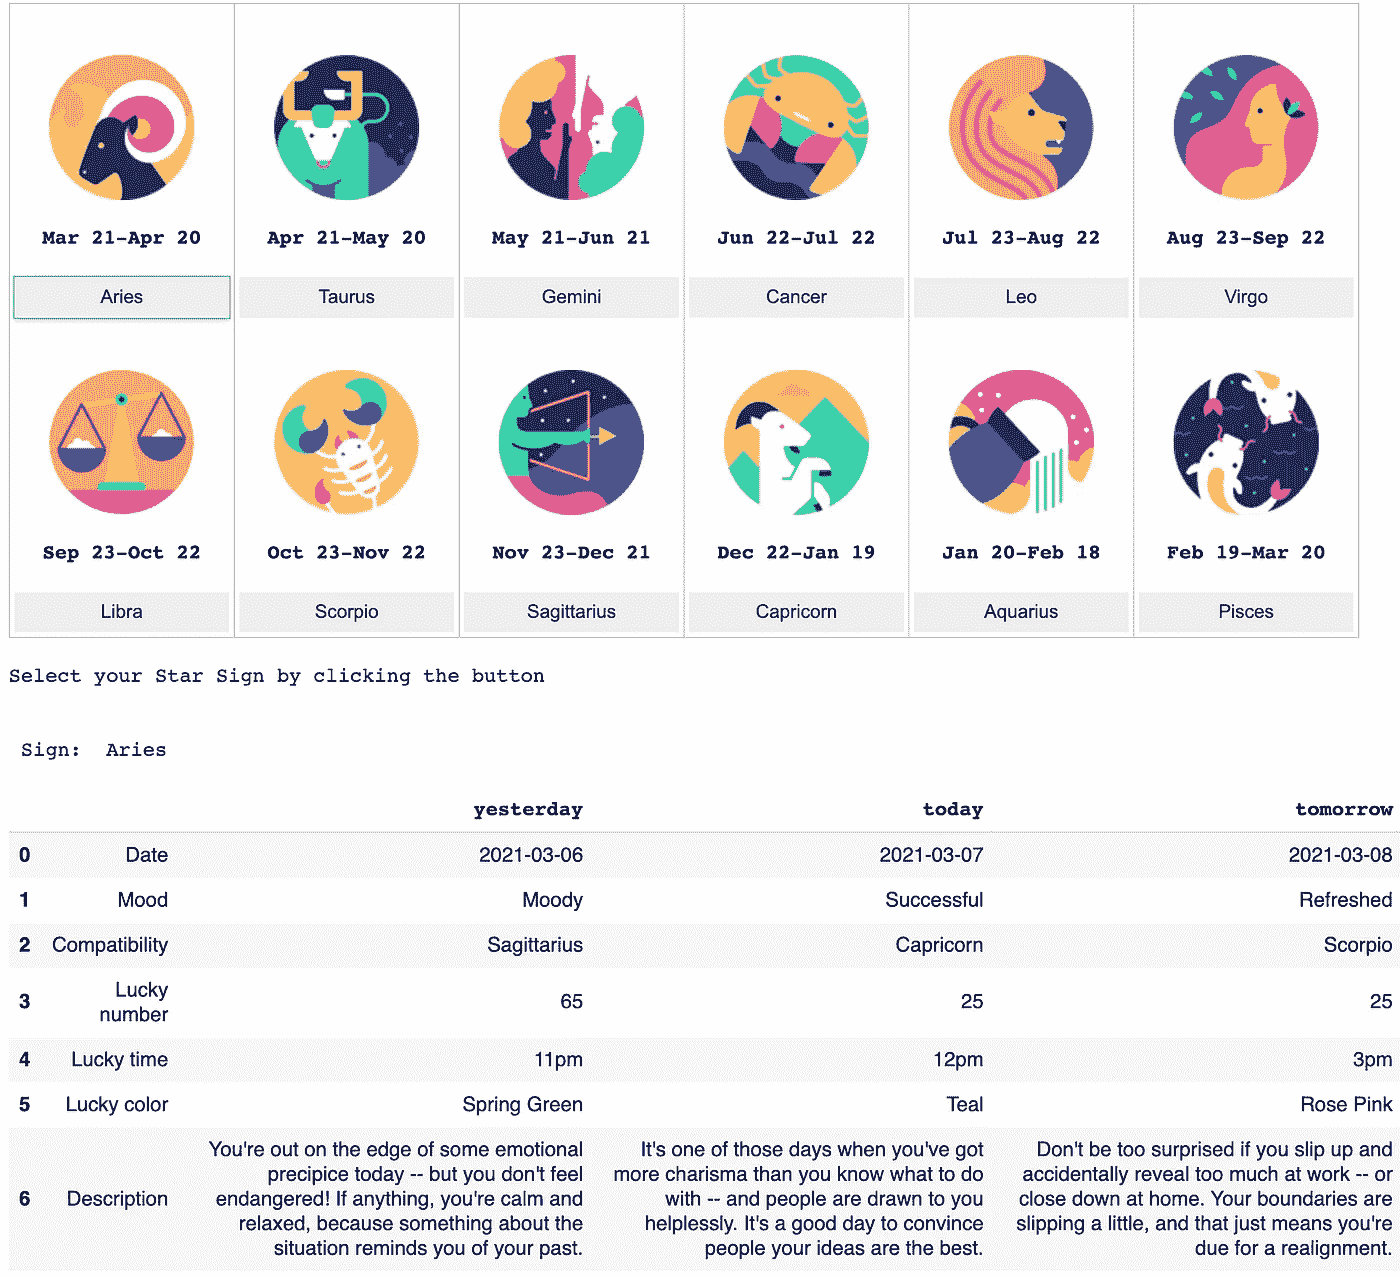 Mar 21-Apr 20 Apr 21-May 20 May 21-Jun 21 Jun 22-Jul 22 Jul 23-Aug 22 Aug 23-Sep 22
Aries Taurus Gemini Cancer Leo Virgo
Sep 23-Oct 22 Oct 23-Nov 22 Nov 23-Dec 21 Dec 22-Jan 19 Jan 20-Feb 18 Feb 19-Mar 20
Libra Scorpio Sagittarius Capricorn Aquarius Pisces
Select your Star Sign by clicking the button
Sign: Aries
yesterday today tomorrow
0 Date 2021-03-06 2021-03-07 2021-03-08
1 Mood Moody Successful Refreshed
2 Compatibility Sagittarius Capricorn Scorpio
3 Lucky number 65 25 25
4 Lucky time 11pm 12pm 3pm
5 Lucky color Spring Green Teal Rose Pink
6 Description
You're out on the edge of some emotional
precipice today -- but you don't feel
endangered! If anything, you're calm and
relaxed, because something about the
situation reminds you of your past.
It's one of those days when you've got
more charisma than you know what to do
with -- and people are drawn to you
helplessly. It's a good day to convince
people your ideas are the best.
Don't be too surprised if you slip up and
accidentally reveal too much at work -- or
close down at home. Your boundaries are
slipping a little, and that just means you're
due for a realignment.